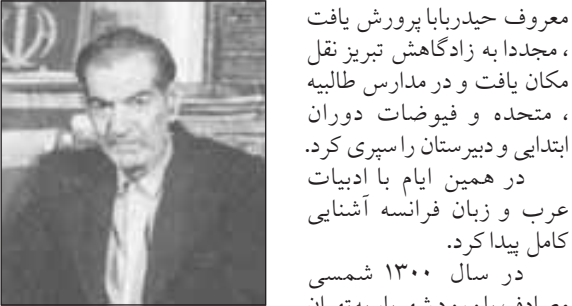 معروف حیدربابا پرورش یافت
، مجددا به زادگاهش تبریز نقل
مکان یافت و در مدارس طالبیه
، متحده و فیوضات دوران
ابتدایی و دبیرستان را سپری کرد.
در همین ایام با ادبیات
عرب و زبان فرانسه آشنایی
کامل پیدا کرد.
در سال ۱۳۰۰ شمسی